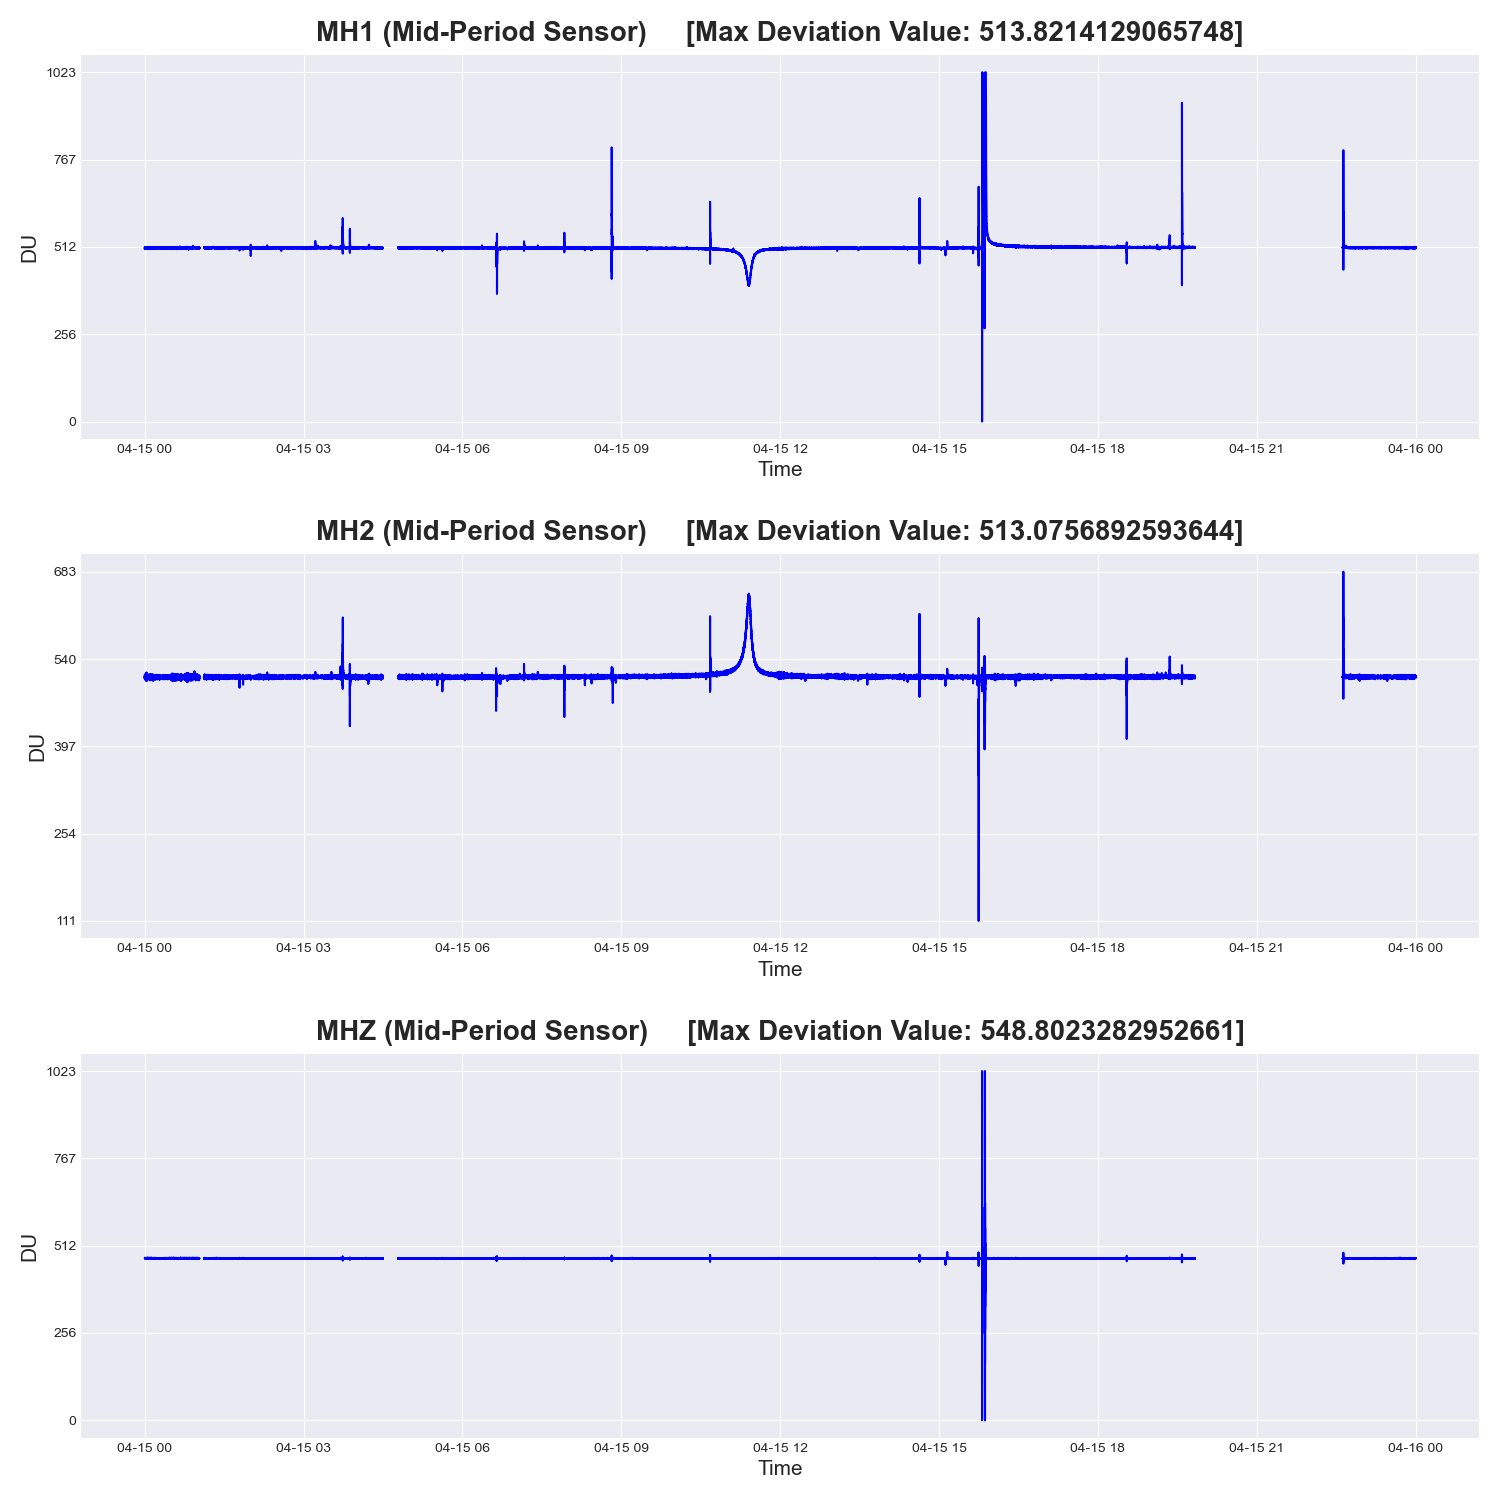 MH1 (Mid-Period Sensor) [Max Deviation Value: 513.8214129065748]
1023
767
512
256
0
DU
04-15 00 04-15 03 04-15 06 04-15 09 04-15 12 04-15 15 04-15 18 04-15 21 04-16 00
Time
MH2 (Mid-Period Sensor) [Max Deviation Value: 513.0756892593644]
683
540
397
254
111
DU
04-15 00 04-15 03 04-15 06 04-15 09 04-15 12 04-15 15 04-15 18 04-15 21 04-16 00
Time
MHZ (Mid-Period Sensor) [Max Deviation Value: 548.8023282952661]
1023
767
512
256
0
DU
04-15 00 04-15 03 04-15 06 04-15 09 04-15 12 04-15 15 04-15 18 04-15 21 04-16 00
Time